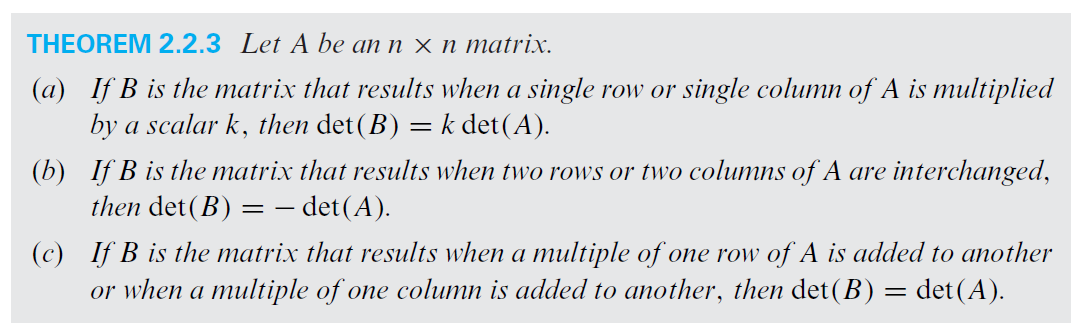 THEOREM 2.2.3 Let A be an n × n matrix.
(a) If B is the matrix that results when a single row or single column of A is multiplied
by a scalar k, then det(B) = k det(A).
(b) If B is the matrix that results when two rows or two columns of A are interchanged,
then det(B) = − det(A).
(c) If B is the matrix that results when a multiple of one row of A is added to another
or when a multiple of one column is added to another, then det(B) = det(A).